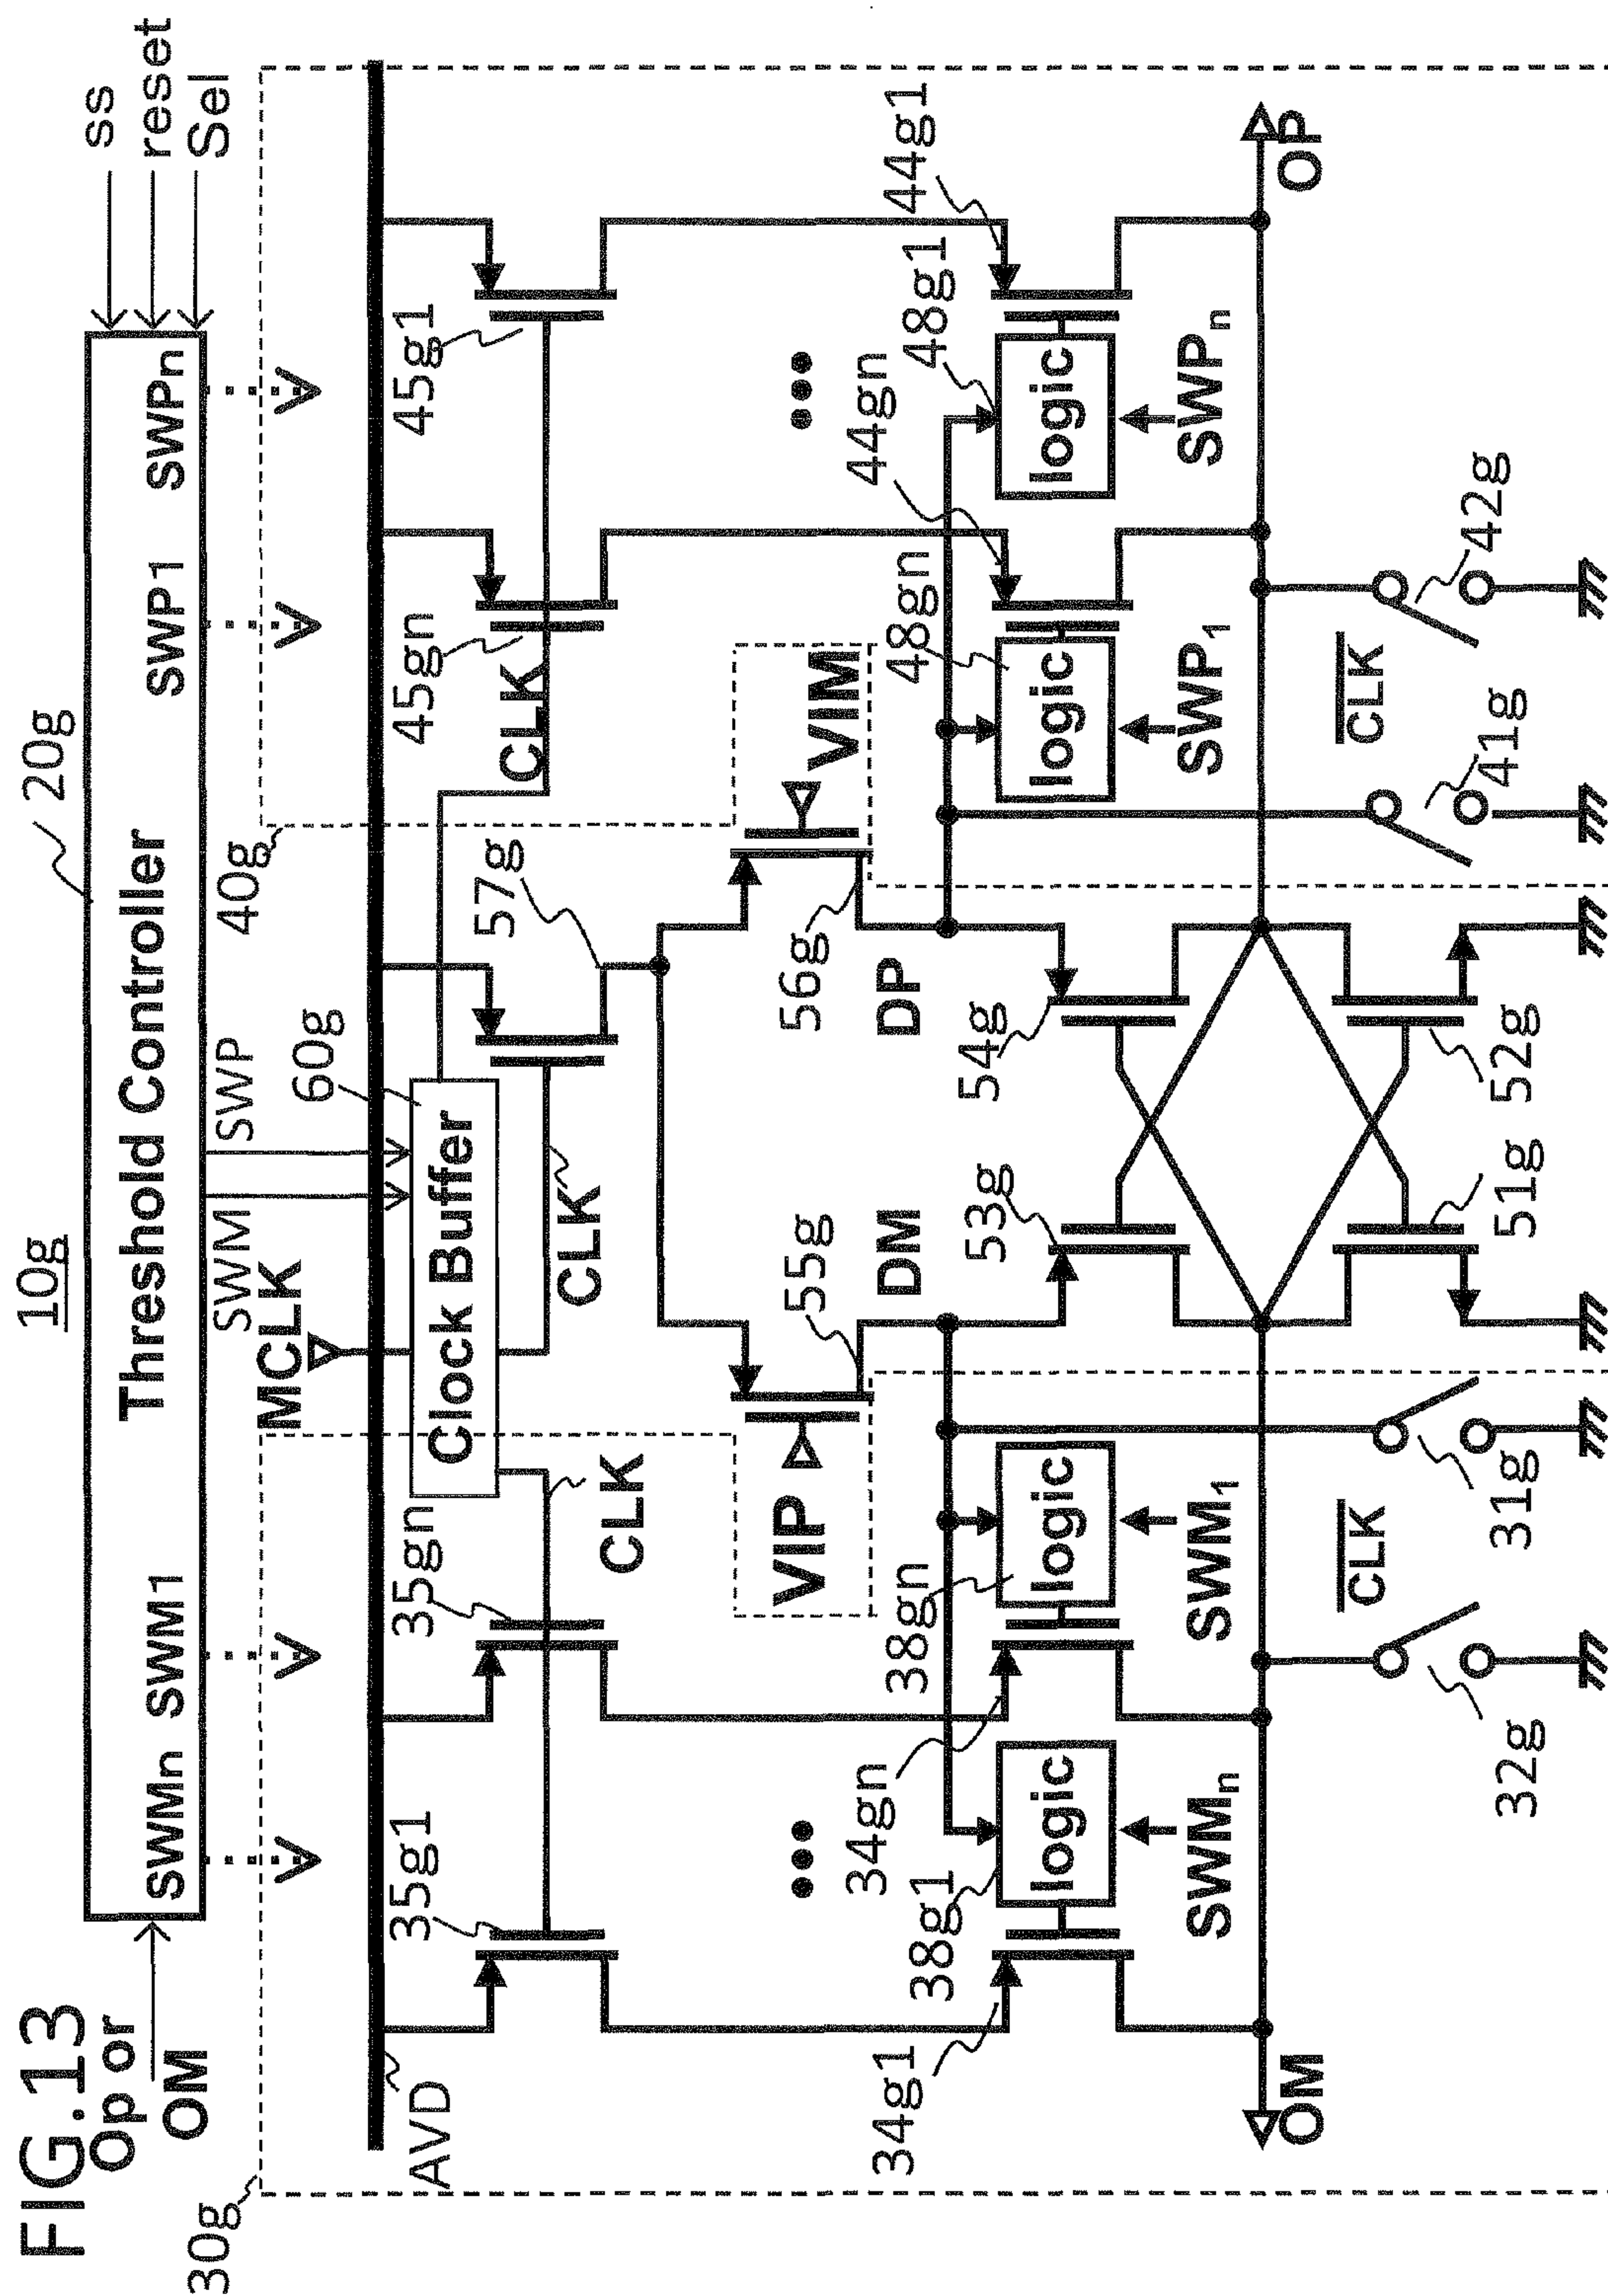 FIG.13
10g
20g
Op or
OM
Threshold Controller
SWMn SWM1
SWP1 SWPn
ss
reset
Sel
30g
SWM
SWP
40g
MCLK
60g
AVD
Clock Buffer
35g1
35gn
57g
45gn
45g1
CLK
CLK
CLK
VIP
55g
56g
VIM
34g1
34gn
38g1
38gn
DM
DP
48gn
44gn
48g1
44g1
53g
54g
logic
logic
logic
logic
SWMn
SWM1
SWP1
SWPn
OM
OP
51g
52g
CLK
CLK
32g
31g
41g
42g